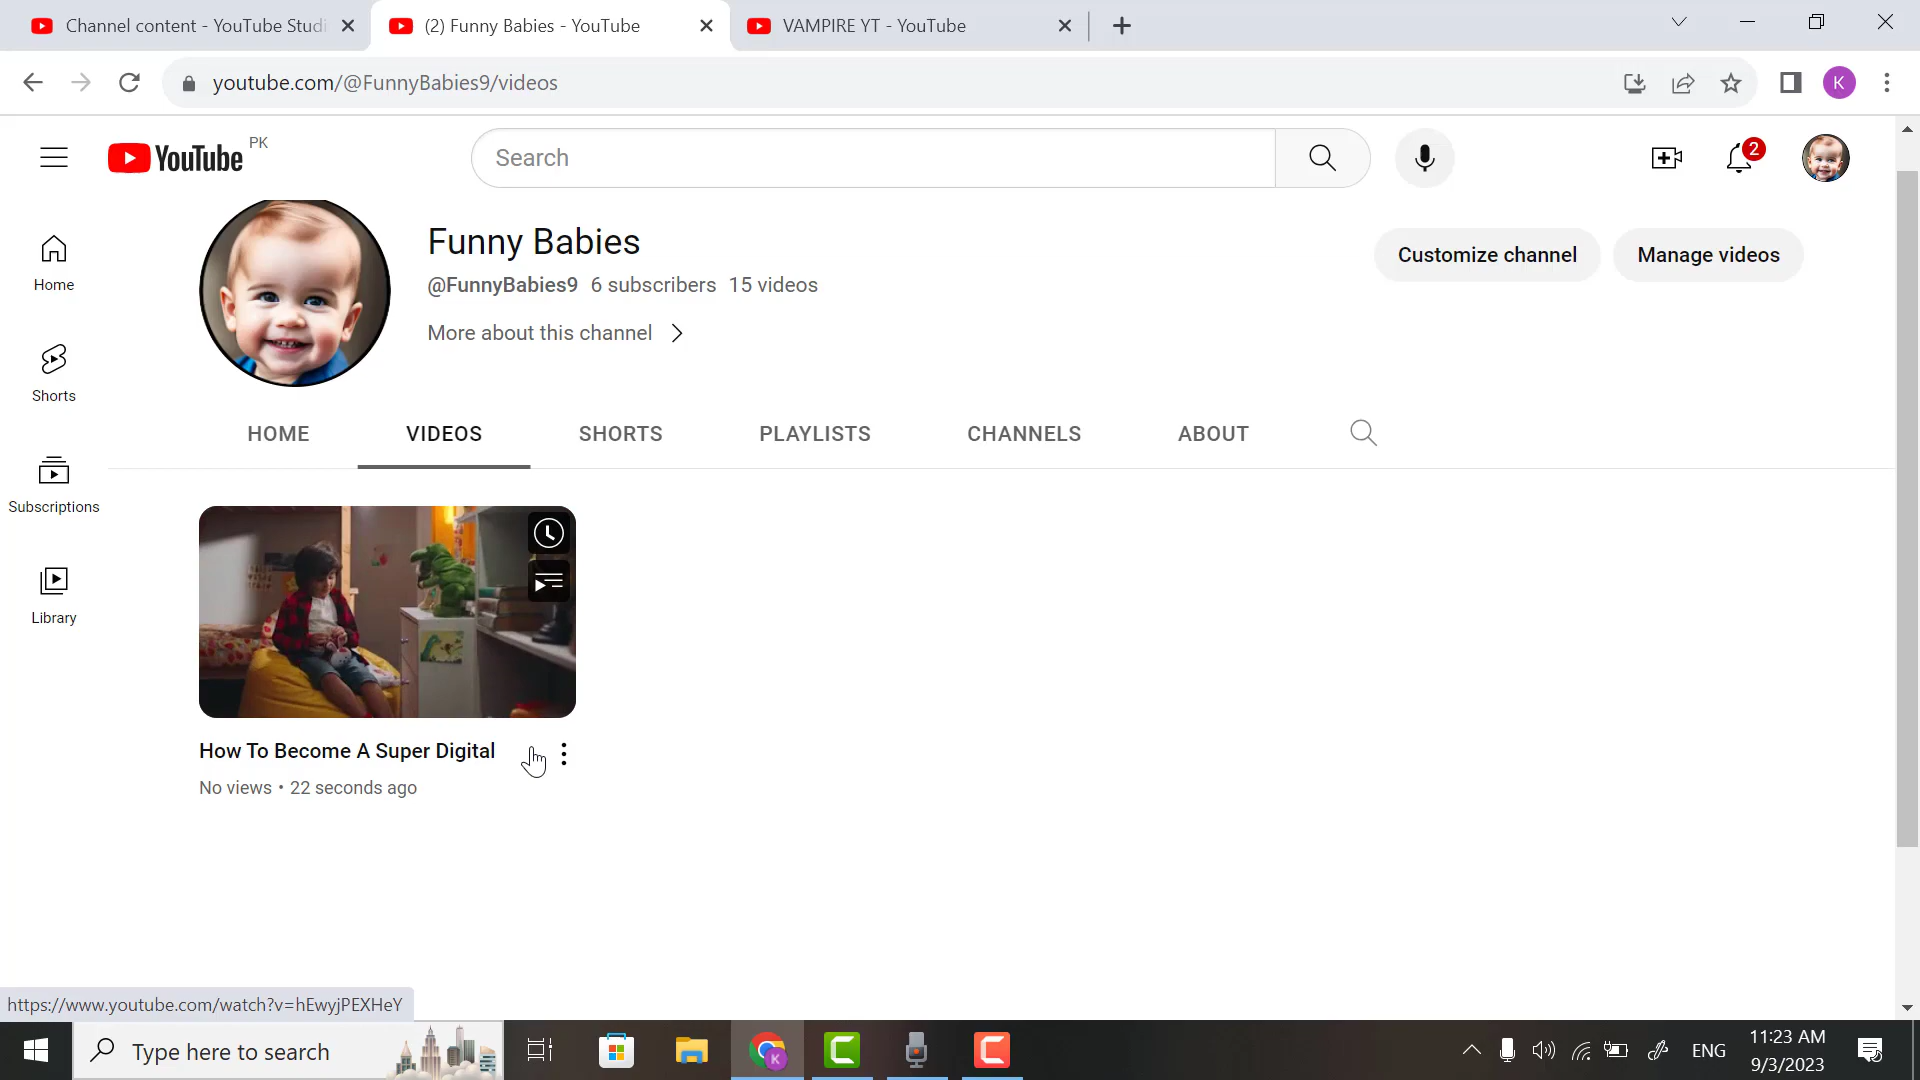 Channel content - YouTube Studi
(2) Funny Babies - YouTube
VAMPIRE YT - YouTube
youtube.com/@FunnyBabies9/videos
K
YouTube PK
Search
2
Home
Shorts
Subscriptions
Library
Funny Babies
@FunnyBabies9 6 subscribers 15 videos
More about this channel
Customize channel
Manage videos
HOME VIDEOS SHORTS PLAYLISTS CHANNELS ABOUT
How To Become A Super Digital
No views • 22 seconds ago
https://www.youtube.com/watch?v=hEwyjPEXHeY
Type here to search
K
ENG
11:23 AM
9/3/2023